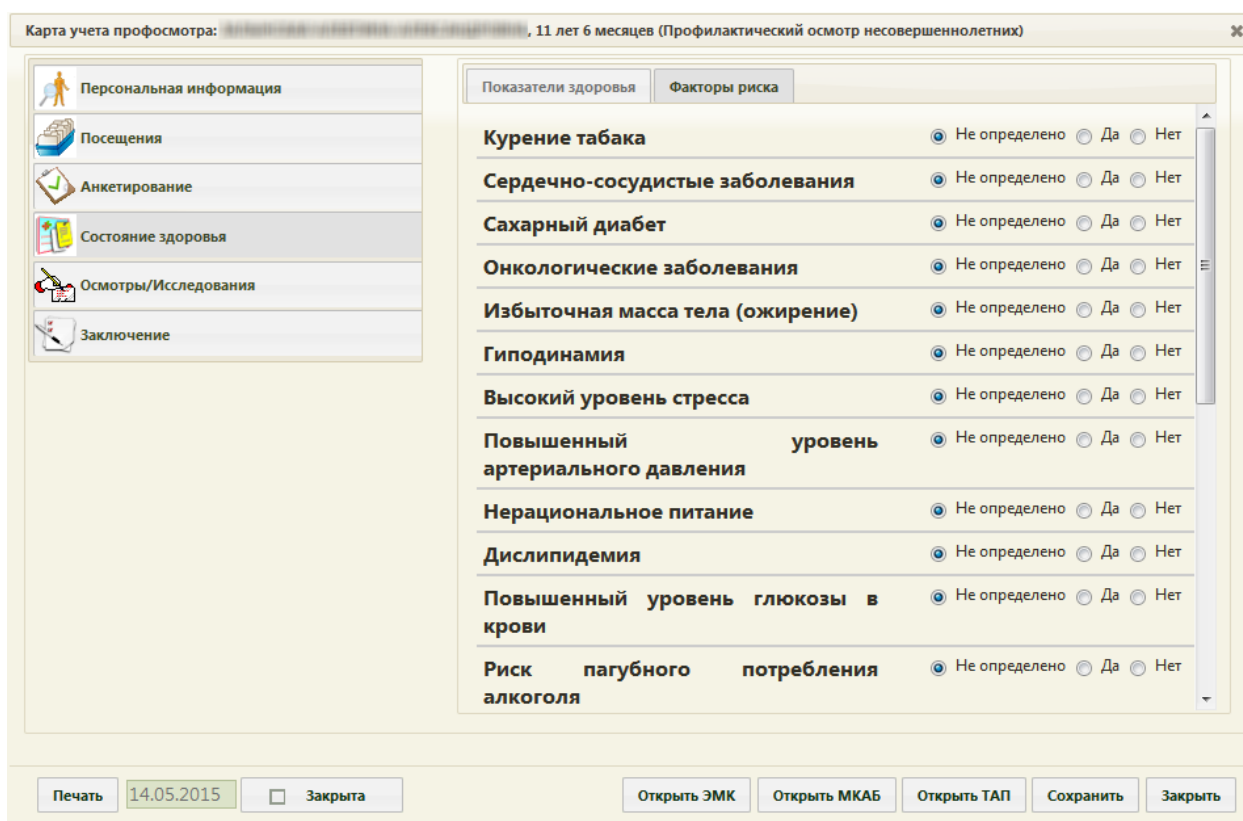 Карта учета профосмотра: , 11 лет 6 месяцев (Профилактический осмотр несовершеннолетних)
Персональная информация
Посещения
Анкетирование
Состояние здоровья
Осмотры/Исследования
Заключение
Показатели здоровья Факторы риска
Курение табака Не определено Да Нет
Сердечно-сосудистые заболевания Не определено Да Нет
Сахарный диабет Не определено Да Нет
Онкологические заболевания Не определено Да Нет
Избыточная масса тела (ожирение) Не определено Да Нет
Гиподинамия Не определено Да Нет
Высокий уровень стресса Не определено Да Нет
Повышенный уровень Не определено Да Нет
артериального давления
Нерациональное питание Не определено Да Нет
Дислипидемия Не определено Да Нет
Повышенный уровень глюкозы в Не определено Да Нет
крови
Риск пагубного потребления Не определено Да Нет
алкоголя
Печать 14.05.2015 Закрыта Открыть ЭМК Открыть МКАБ Открыть ТАП Сохранить Закрыть